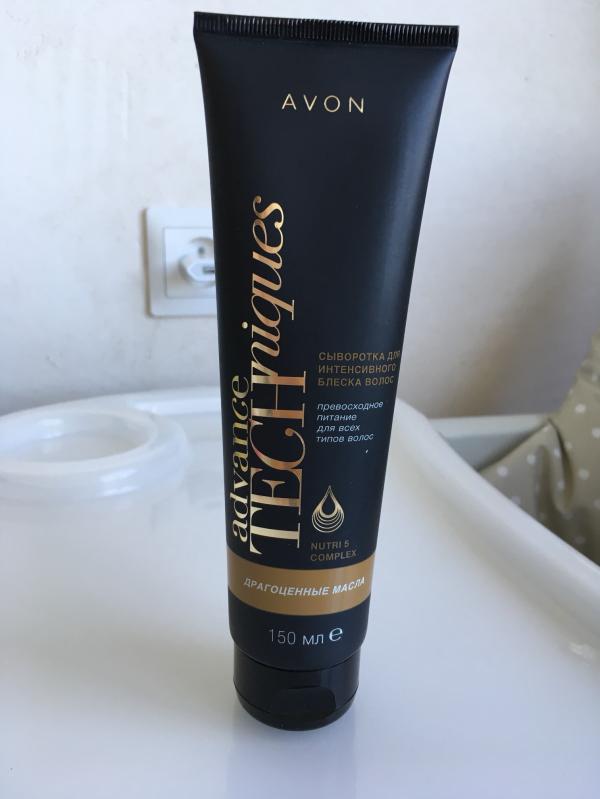 AVON
advance
TECHniques
СЫВОРОТКА ДЛЯ
ИНТЕНСИВНОГО
БЛЕСКА ВОЛОС
превосходное
питание
для всех
типов волос
NUTRI 5
COMPLEX
ДРАГОЦЕННЫЕ МАСЛА
150 мл e